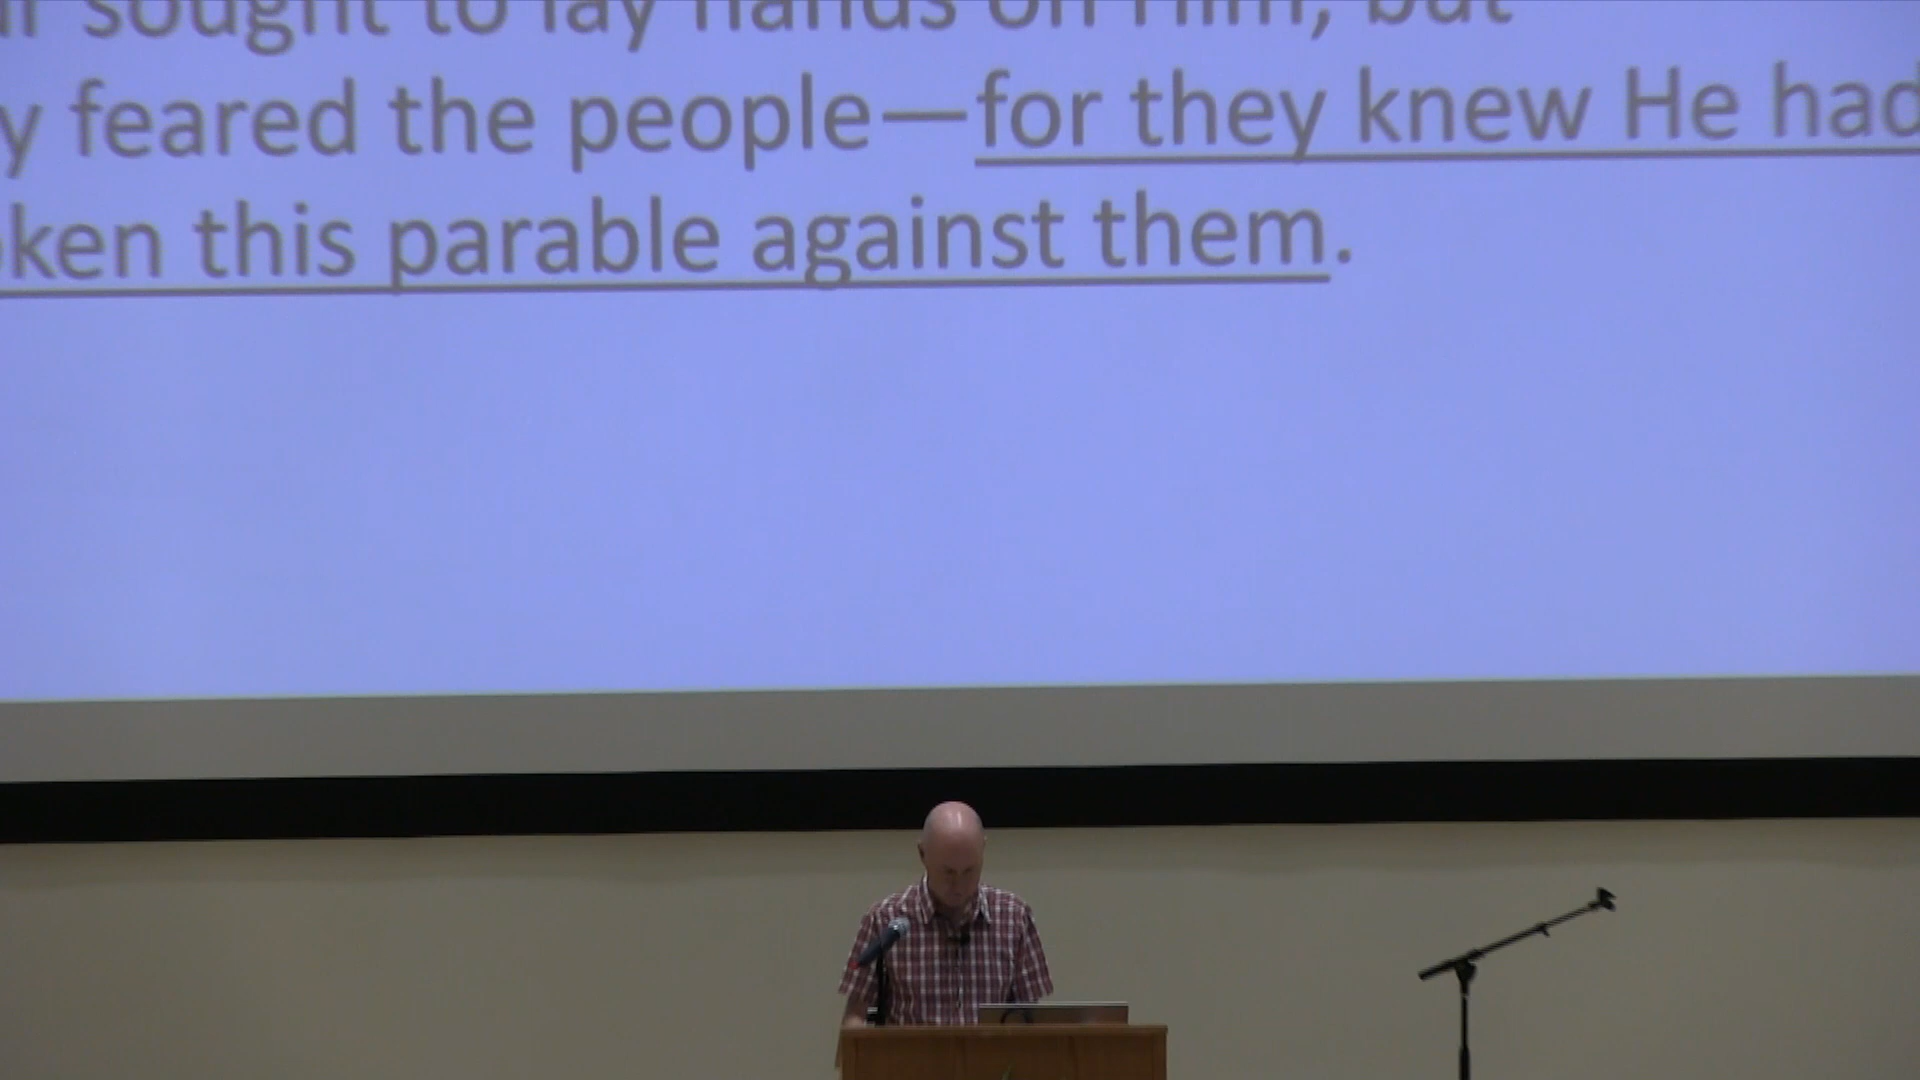 sought to lay hands on Him, but
y feared the people—for they knew He had
oken this parable against them.